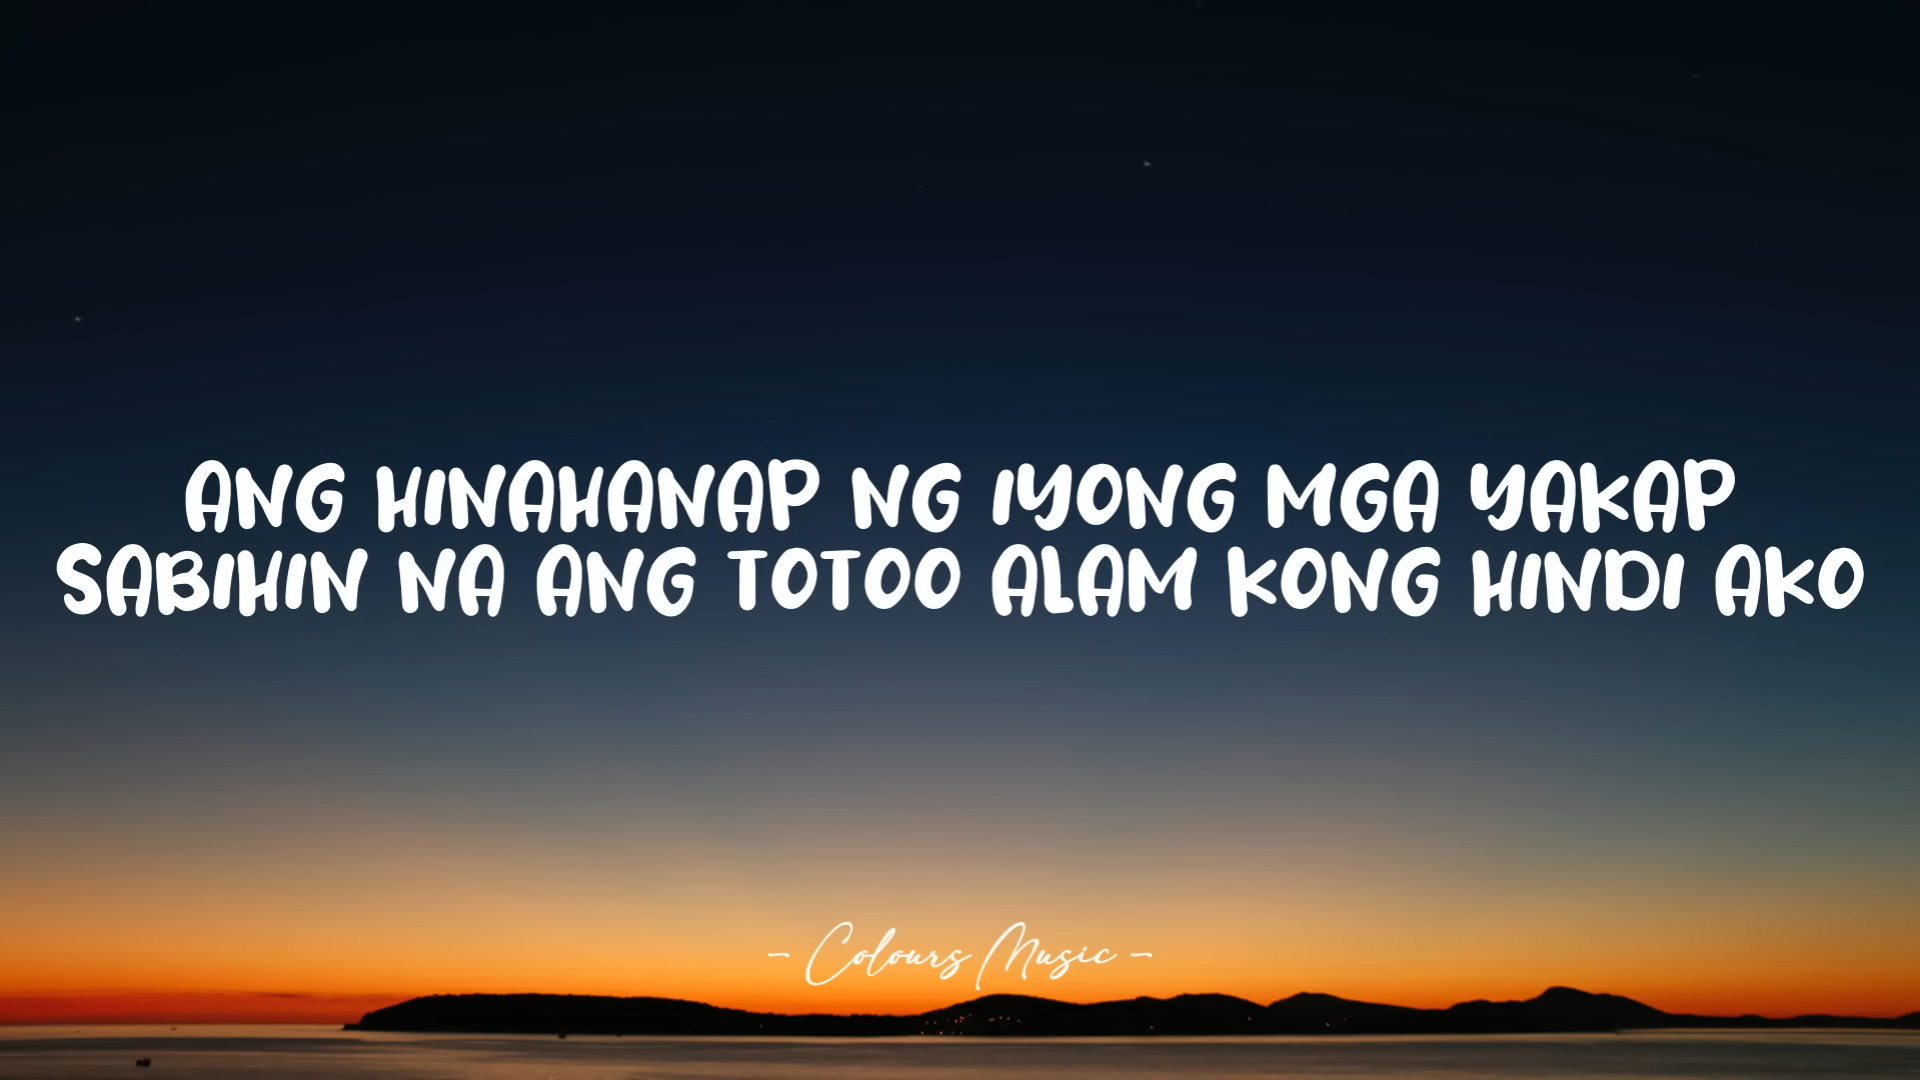 ANG HINAHANAP NG IYONG MGA YAKAP
SABIHIN NA ANG TOTOO ALAM KONG HINDI AKO
- Colours Music -